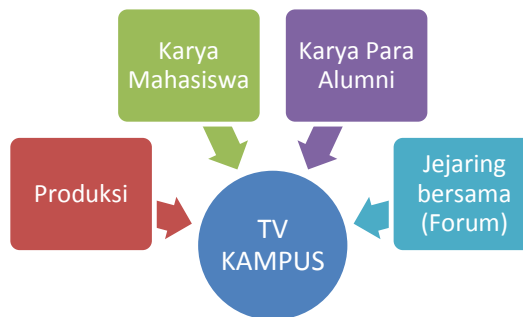 Karya
Mahasiswa
Karya Para
Alumni
Produksi
Jejaring
bersama
(Forum)
TV
KAMPUS